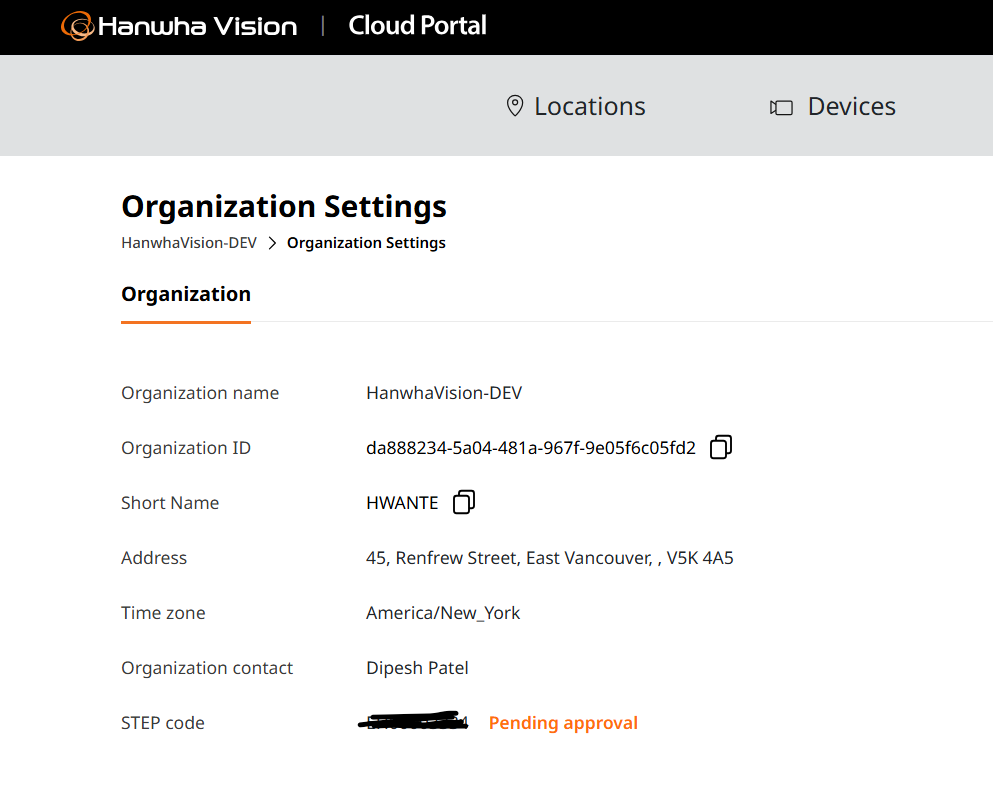 Hanwha Vision | Cloud Portal
Locations Devices
Organization Settings
HanwhaVision-DEV > Organization Settings
Organization
Organization name HanwhaVision-DEV
Organization ID da888234-5a04-481a-967f-9e05f6c05fd2
Short Name HWANTE
Address 45, Renfrew Street, East Vancouver, , V5K 4A5
Time zone America/New_York
Organization contact Dipesh Patel
STEP code Pending approval